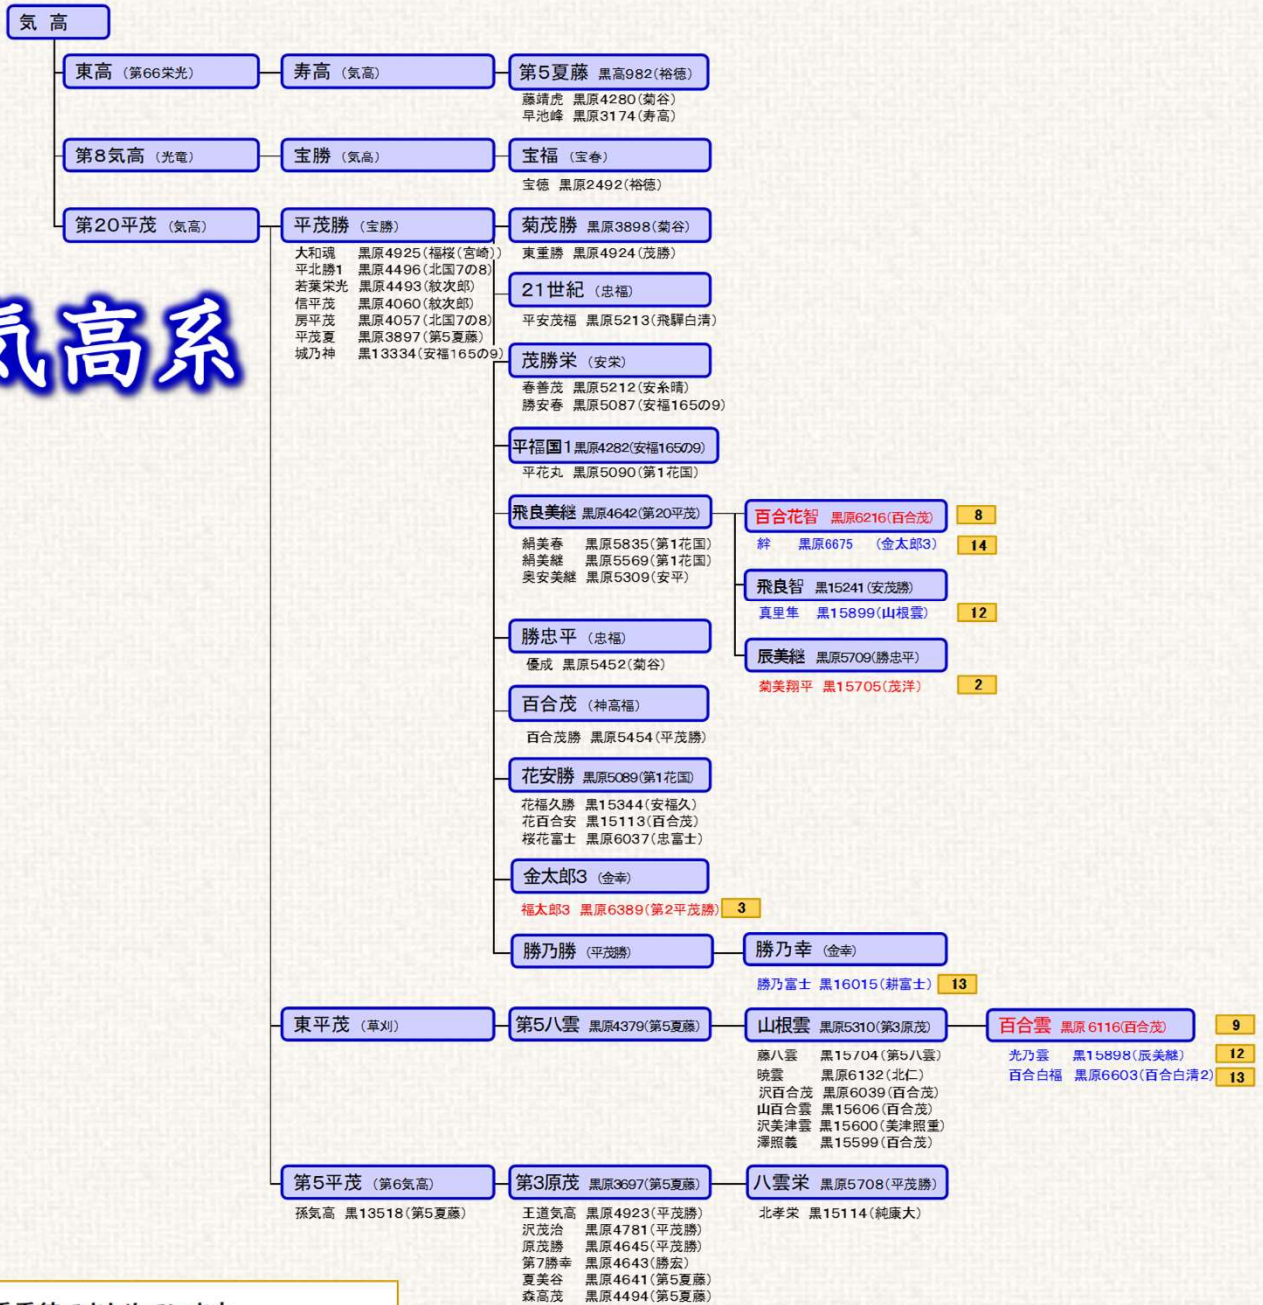 気 高
東高 (第66栄光)
寿高 (気高)
第5夏藤 黒高982(裕徳)
藤靖虎 黒原4280(菊谷)
早池峰 黒原3174(寿高)
第8気高 (光竜)
宝勝 (気高)
宝福 (宝春)
宝徳 黒原2492(裕徳)
第20平茂 (気高)
平茂勝 (宝勝)
大和魂 黒原4925(福桜(宮崎))
平北勝1 黒原4496(北国7の8)
若葉栄光 黒原4493(紋次郎)
信平茂 黒原4060(紋次郎)
房平茂 黒原4057(北国7の8)
平茂夏 黒原3897(第5夏藤)
城乃神 黒13334(安福165の9)
菊茂勝 黒原3898(菊谷)
東重勝 黒原4924(茂勝)
21世紀 (忠福)
平安茂福 黒原5213(飛騨白清)
気高系
茂勝栄 (安栄)
春善茂 黒原5212(安糸晴)
勝安春 黒原5087(安福165の9)
平福国1 黒原4282(安福165の9)
平花丸 黒原5090(第1花国)
飛良美継 黒原4642(第20平茂)
絹美春 黒原5835(第1花国)
絹美継 黒原5569(第1花国)
奥安美継 黒原5309(安平)
百合花智 黒原6216(百合茂) 8
絆 黒原6675 (金太郎3) 14
飛良智 黒15241(安茂勝)
真里隼 黒15899(山根雲) 12
辰美継 黒原5709(勝忠平)
菊美翔平 黒15705(茂洋) 2
勝忠平 (忠福)
優成 黒原5452(菊谷)
百合茂 (神高福)
百合茂勝 黒原5454(平茂勝)
花安勝 黒原5089(第1花国)
花福久勝 黒15344(安福久)
花百合安 黒15113(百合茂)
桜花富士 黒原6037(忠富士)
金太郎3 (金幸)
福太郎3 黒原6389(第2平茂勝) 3
勝乃勝 (平茂勝)
勝乃幸 (金幸)
勝乃富士 黒16015(耕富士) 13
東平茂 (草刈)
第5八雲 黒原4379(第5夏藤)
山根雲 黒原5310(第3原茂)
藤八雲 黒15704(第5八雲)
暁雲 黒原6132(北仁)
沢百合茂 黒原6039(百合茂)
山百合雲 黒15606(百合茂)
沢美津雲 黒15600(美津照重)
澤照義 黒15599(百合茂)
百合雲 黒原6116(百合茂) 9
光乃雲 黒15898(辰美継) 12
百合白福 黒原6603(百合白清2) 13
第5平茂 (第6気高)
孫気高 黒13518(第5夏藤)
第3原茂 黒原3697(第5夏藤)
王道気高 黒原4923(平茂勝)
沢茂治 黒原4781(平茂勝)
原茂勝 黒原4645(平茂勝)
第7勝幸 黒原4643(勝宏)
夏美谷 黒原4641(第5夏藤)
森高茂 黒原4494(第5夏藤)
八雲栄 黒原5708(平茂勝)
北孝栄 黒15114(純康大)